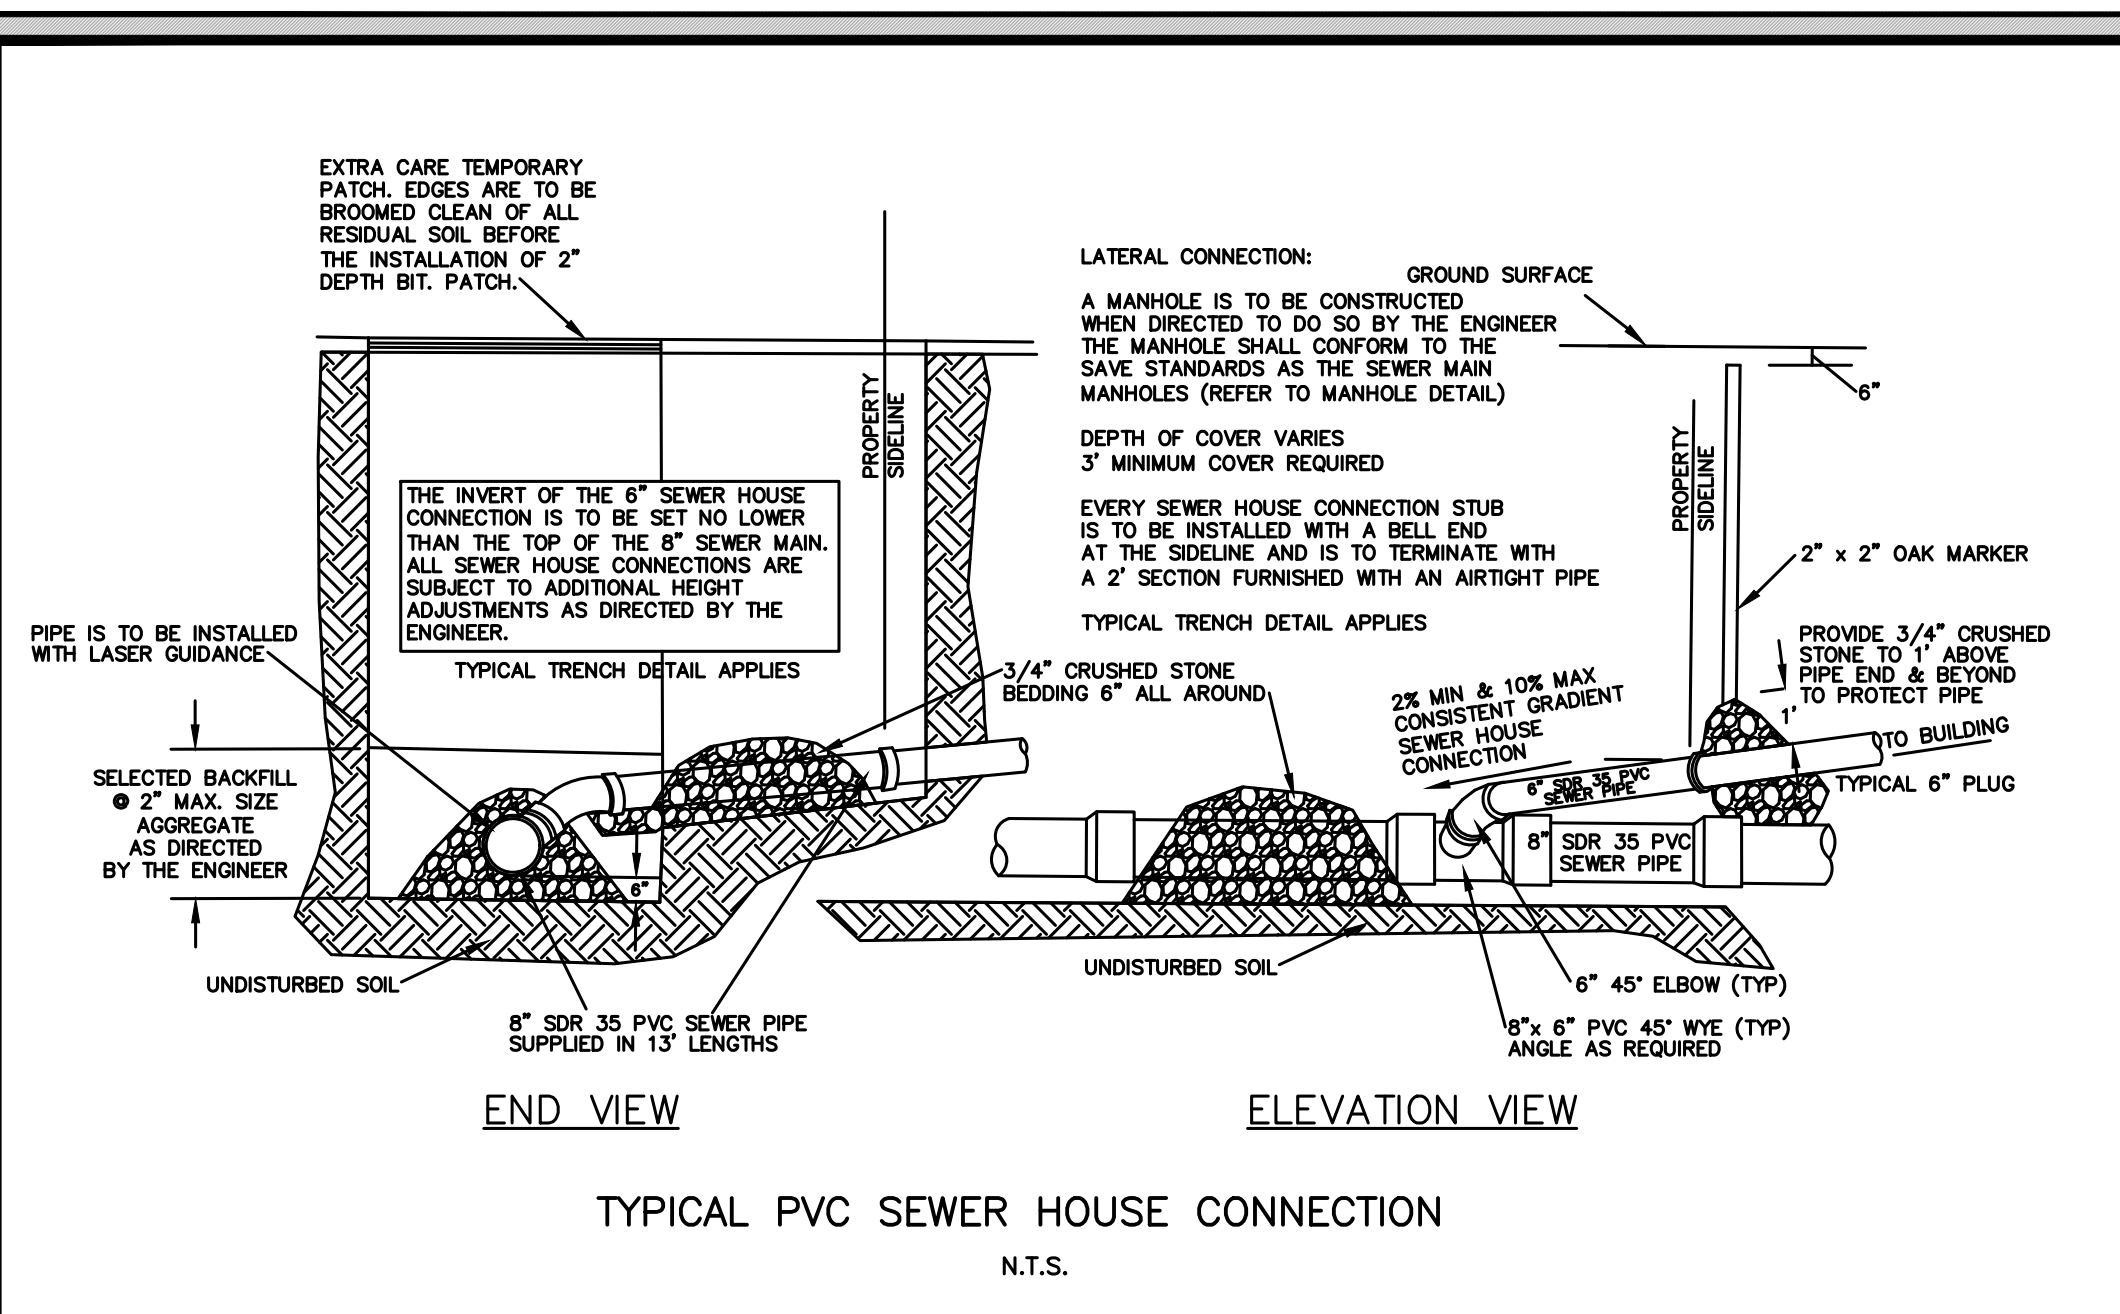 EXTRA CARE TEMPORARY
PATCH. EDGES ARE TO BE
BROOMED CLEAN OF ALL
RESIDUAL SOIL BEFORE
THE INSTALLATION OF 2"
DEPTH BIT. PATCH.
PROPERTY
SIDELINE
THE INVERT OF THE 6" SEWER HOUSE
CONNECTION IS TO BE SET NO LOWER
THAN THE TOP OF THE 8" SEWER MAIN.
ALL SEWER HOUSE CONNECTIONS ARE
SUBJECT TO ADDITIONAL HEIGHT
ADJUSTMENTS AS DIRECTED BY THE
ENGINEER.
TYPICAL TRENCH DETAIL APPLIES
PIPE IS TO BE INSTALLED
WITH LASER GUIDANCE
SELECTED BACKFILL
@ 2" MAX. SIZE
AGGREGATE
AS DIRECTED
BY THE ENGINEER
6"
UNDISTURBED SOIL
8" SDR 35 PVC SEWER PIPE
SUPPLIED IN 13' LENGTHS
END VIEW
LATERAL CONNECTION:
A MANHOLE IS TO BE CONSTRUCTED
WHEN DIRECTED TO DO SO BY THE ENGINEER
THE MANHOLE SHALL CONFORM TO THE
SAVE STANDARDS AS THE SEWER MAIN
MANHOLES (REFER TO MANHOLE DETAIL)
DEPTH OF COVER VARIES
3' MINIMUM COVER REQUIRED
EVERY SEWER HOUSE CONNECTION STUB
IS TO BE INSTALLED WITH A BELL END
AT THE SIDELINE AND IS TO TERMINATE WITH
A 2' SECTION FURNISHED WITH AN AIRTIGHT PIPE
TYPICAL TRENCH DETAIL APPLIES
3/4" CRUSHED STONE
BEDDING 6" ALL AROUND
GROUND SURFACE
6"
PROPERTY
SIDELINE
2" x 2" OAK MARKER
PROVIDE 3/4" CRUSHED
STONE TO 1' ABOVE
PIPE END & BEYOND
TO PROTECT PIPE
1'
2% MIN & 10% MAX
CONSISTENT GRADIENT
SEWER HOUSE
CONNECTION
TO BUILDING
6" SDR 35 PVC
SEWER PIPE
TYPICAL 6" PLUG
8" SDR 35 PVC
SEWER PIPE
UNDISTURBED SOIL
6" 45° ELBOW (TYP)
8"x 6" PVC 45° WYE (TYP)
ANGLE AS REQUIRED
ELEVATION VIEW
TYPICAL PVC SEWER HOUSE CONNECTION
N.T.S.